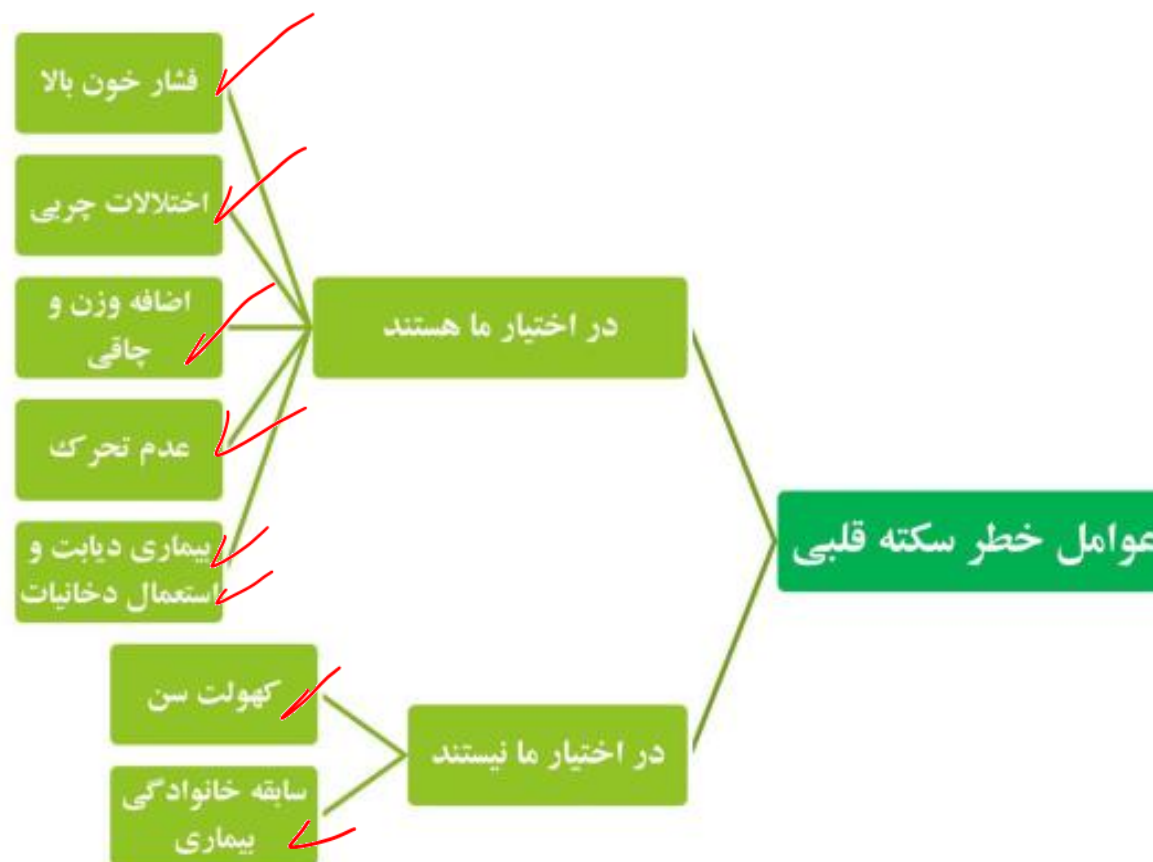 عوامل خطر سکته قلبی
در اختیار ما هستند
فشار خون بالا
اختلالات چربی
اضافه وزن و
چاقی
عدم تحرک
بیماری دیابت و
استعمال دخانیات
در اختیار ما نیستند
کهولت سن
سابقه خانوادگی
بیماری